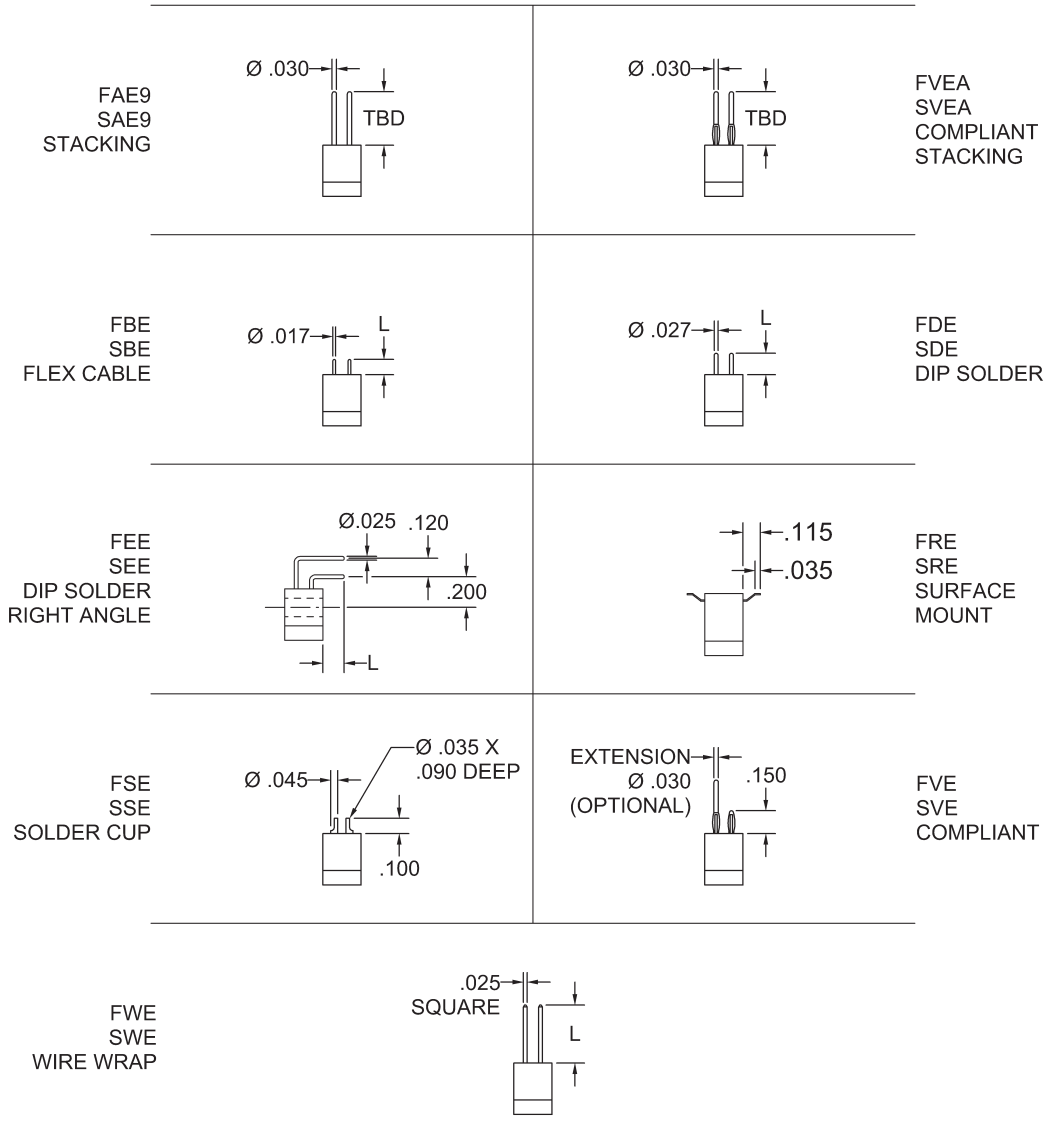 FAE9
SAE9
STACKING
Ø .030
TBD
Ø .030
TBD
FVEA
SVEA
COMPLIANT
STACKING
FBE
SBE
FLEX CABLE
Ø .017
L
Ø .027
L
FDE
SDE
DIP SOLDER
FEE
SEE
DIP SOLDER
RIGHT ANGLE
Ø.025
.120
.200
L
.115
.035
FRE
SRE
SURFACE
MOUNT
FSE
SSE
SOLDER CUP
Ø .045
Ø .035 X
.090 DEEP
.100
EXTENSION
Ø .030
(OPTIONAL)
.150
FVE
SVE
COMPLIANT
FWE
SWE
WIRE WRAP
.025
SQUARE
L